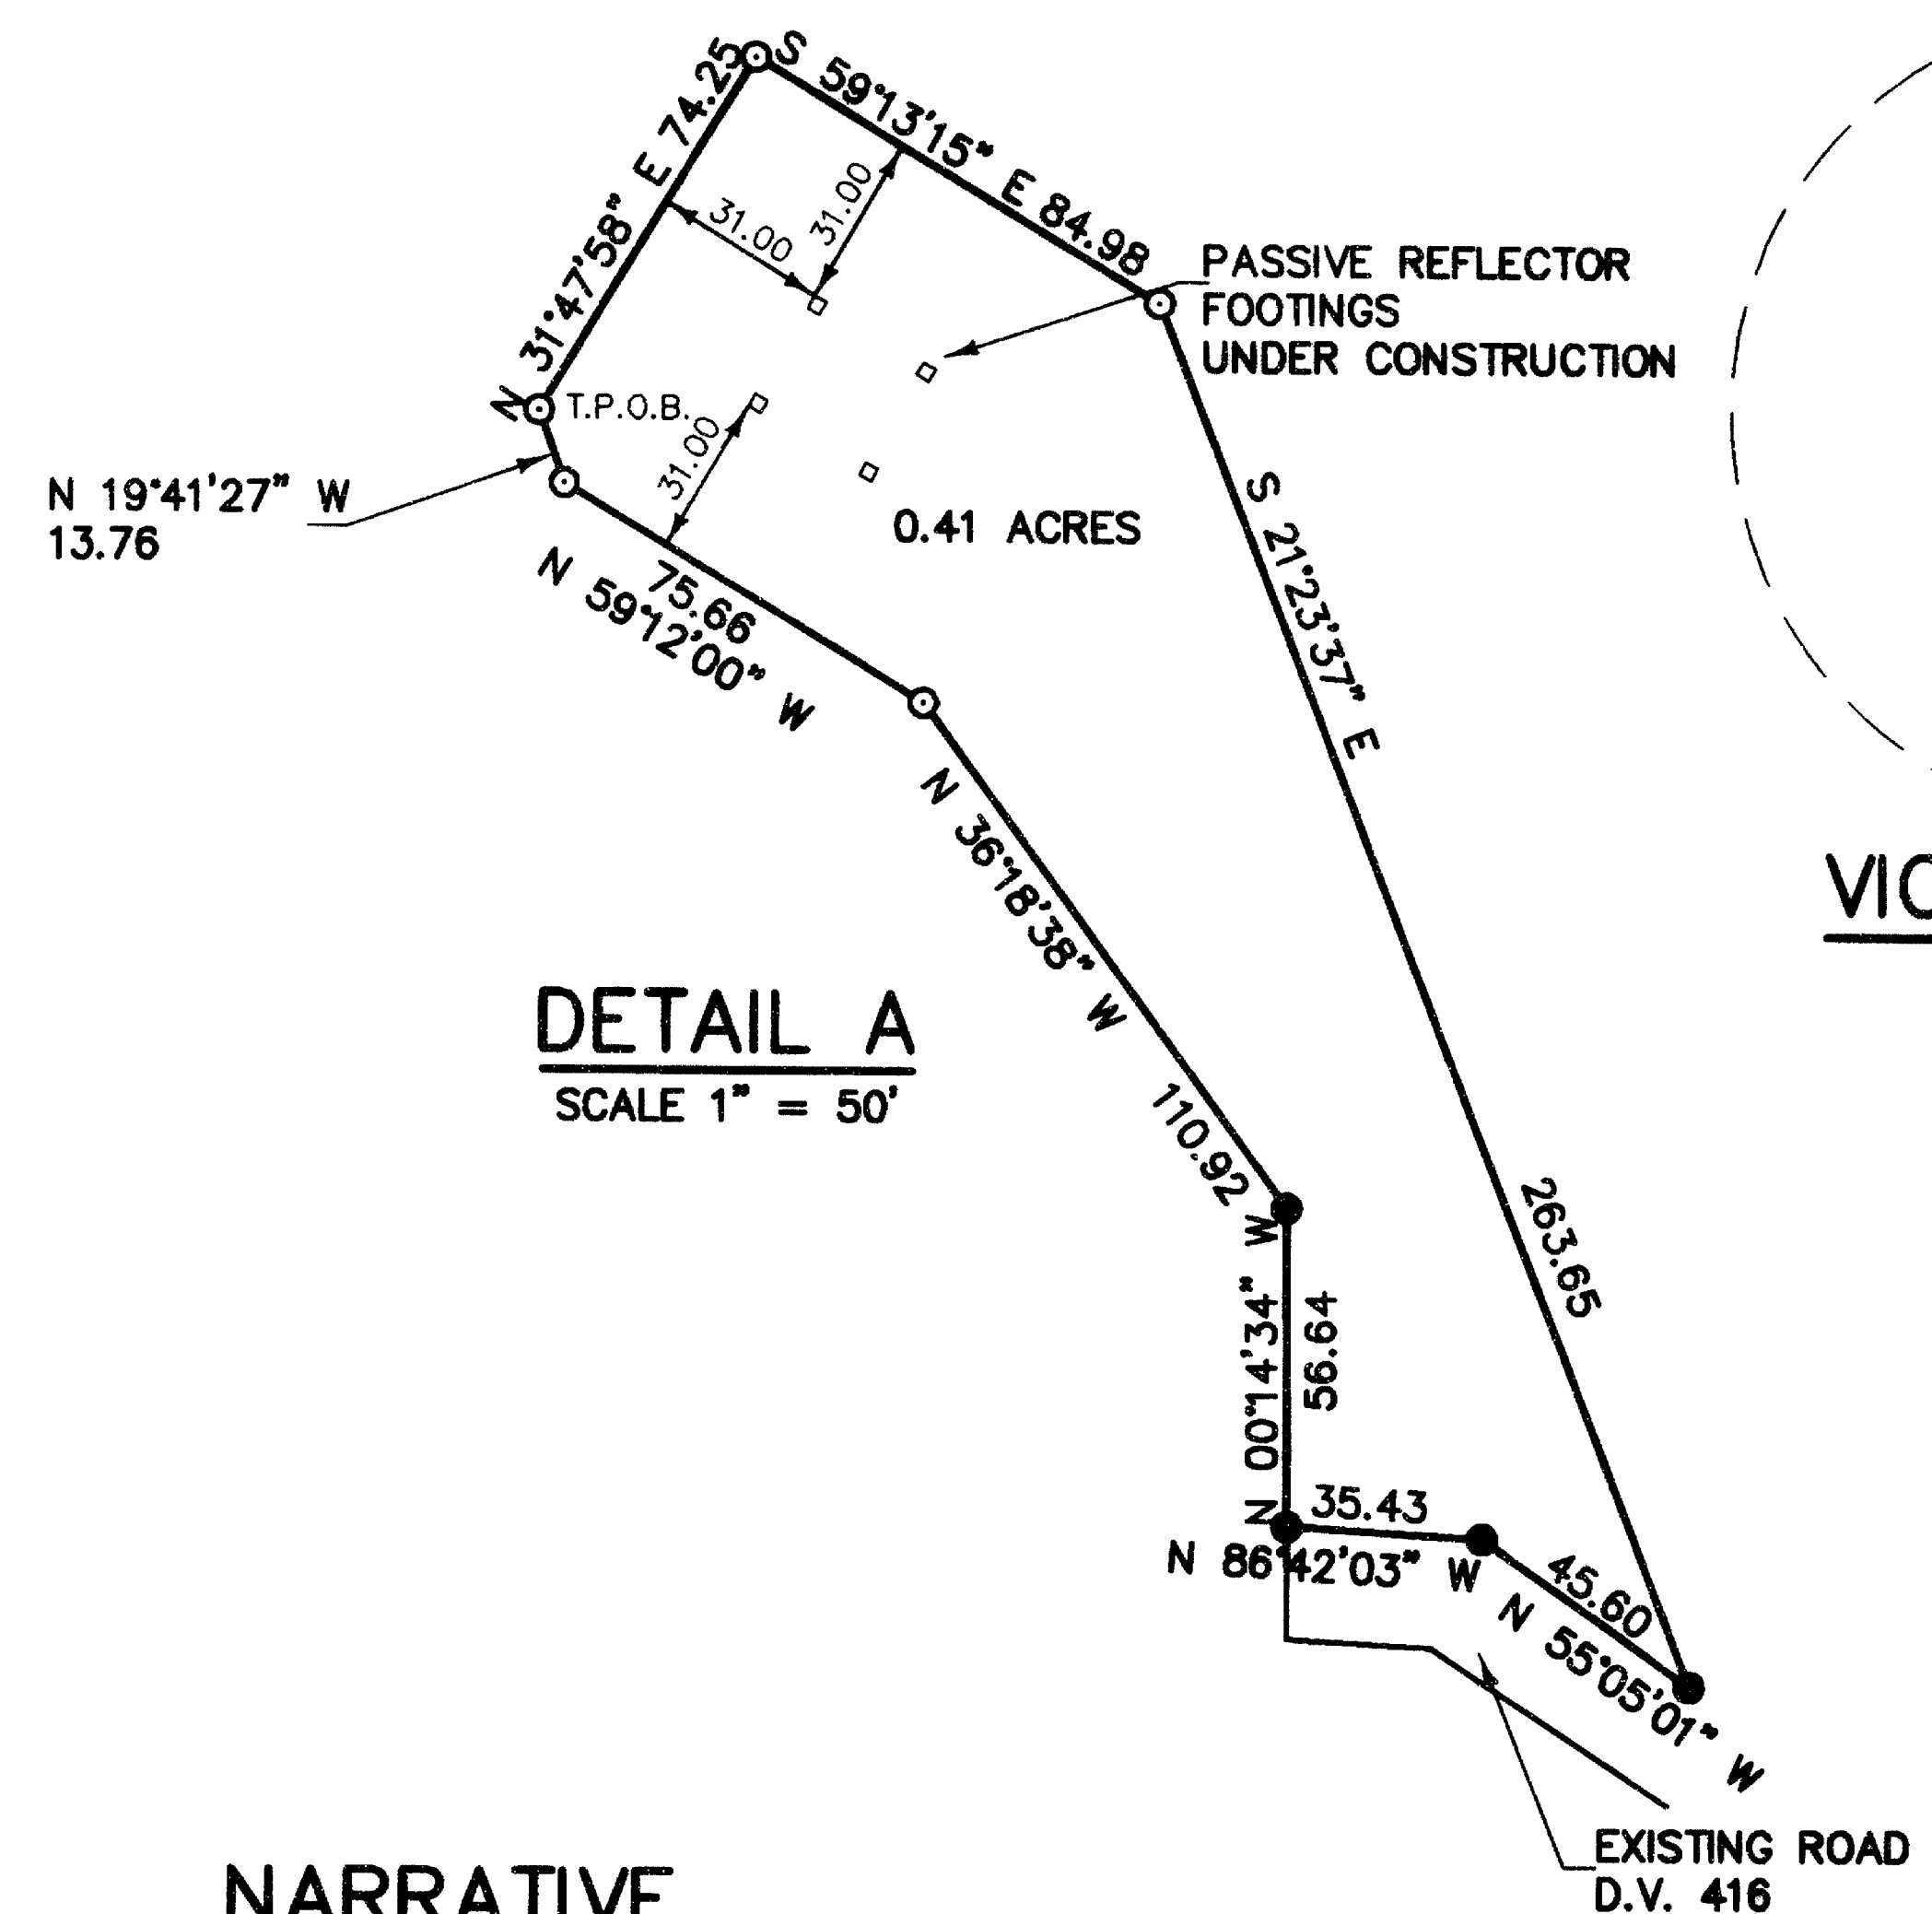 N 31°47'58" E 74.25
S 59°13'15" E 84.98
31.00
31.00
PASSIVE REFLECTOR
FOOTINGS
UNDER CONSTRUCTION
T.P.O.B.
31.00
N 19°41'27" W
13.76
0.41 ACRES
75.66
N 59°12'00" W
S 21°23'37" E
263.65
N 36°18'38" W
110.92
DETAIL A
SCALE 1" = 50'
N 00°14'34" W
56.64
35.43
N 86°42'03" W
45.60
N 55°05'01" W
EXISTING ROAD
D.V. 416
NARRATIVE